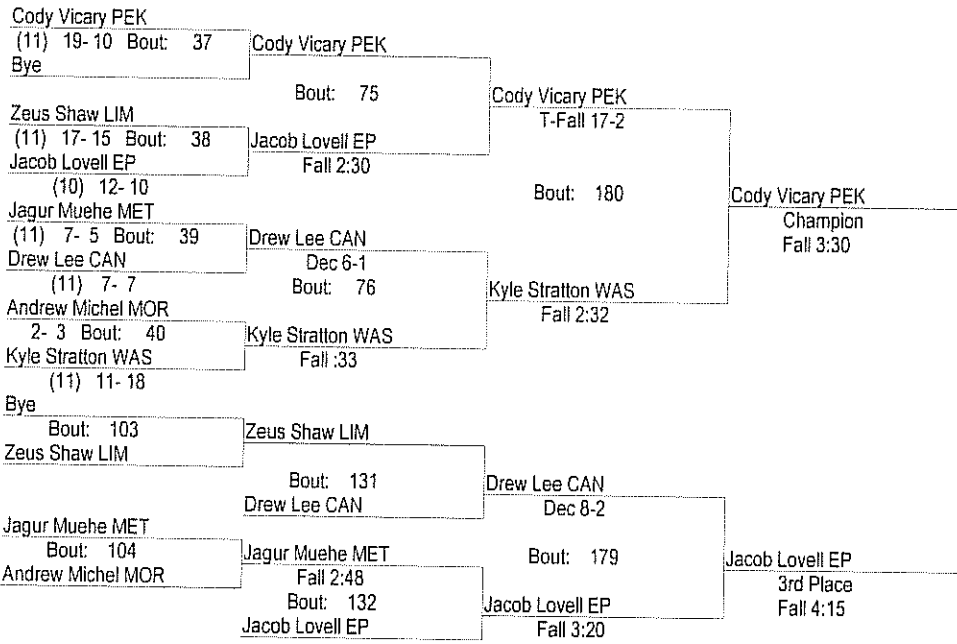 Cody Vicary PEK
(11) 19- 10 Bout: 37
Bye
Cody Vicary PEK
Bout: 75
Zeus Shaw LIM
(11) 17- 15 Bout: 38
Jacob Lovell EP
(10) 12- 10
Jacob Lovell EP
Fall 2:30
Cody Vicary PEK
T-Fall 17-2
Bout: 180
Jagur Muehe MET
(11) 7- 5 Bout: 39
Drew Lee CAN
(11) 7- 7
Drew Lee CAN
Dec 6-1
Bout: 76
Andrew Michel MOR
2- 3 Bout: 40
Kyle Stratton WAS
(11) 11- 18
Kyle Stratton WAS
Fall :33
Kyle Stratton WAS
Fall 2:32
Cody Vicary PEK
Champion
Fall 3:30
Bye
Bout: 103
Zeus Shaw LIM
Zeus Shaw LIM
Bout: 131
Drew Lee CAN
Drew Lee CAN
Dec 8-2
Bout: 179
Jagur Muehe MET
Bout: 104
Andrew Michel MOR
Jagur Muehe MET
Fall 2:48
Bout: 132
Jacob Lovell EP
Jacob Lovell EP
Fall 3:20
Jacob Lovell EP
3rd Place
Fall 4:15